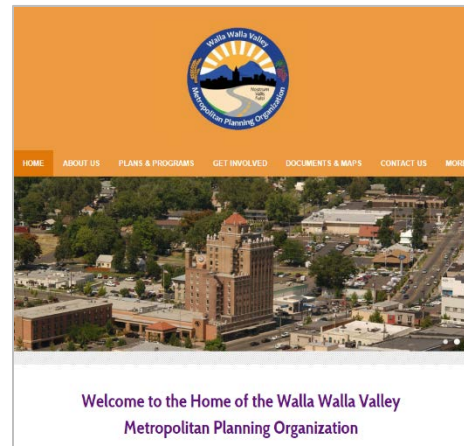 Walla Walla Valley
Metropolitan Planning Organization
HOME ABOUT US PLANS & PROGRAMS GET INVOLVED DOCUMENTS & MAPS CONTACT US MORE
Welcome to the Home of the Walla Walla Valley
Metropolitan Planning Organization